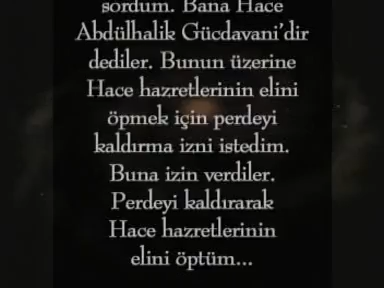 sordum. Bana Hace
Abdülhalik Gücdavani'dir
dediler. Bunun üzerine
Hace hazretlerinin elini
öpmek için perdeyi
kaldırma izni istedim.
Buna izin verdiler.
Perdeyi kaldırarak
Hace hazretlerinin
elini öptüm...